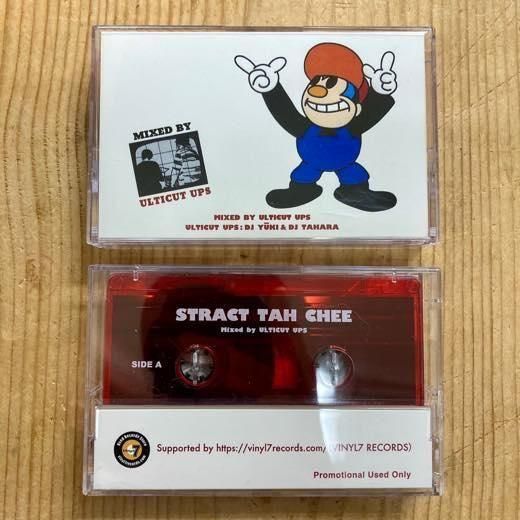 MIXED BY
ULTICUT UPS
MIXED BY ULTICUT UPS
ULTICUT UPS : DJ YŪKI & DJ TAHARA
STRACT TAH CHEE
Mixed by ULTICUT UPS
SIDE A
Supported by https://vinyl7records.com/ (VINYL7 RECORDS)
Promotional Used Only